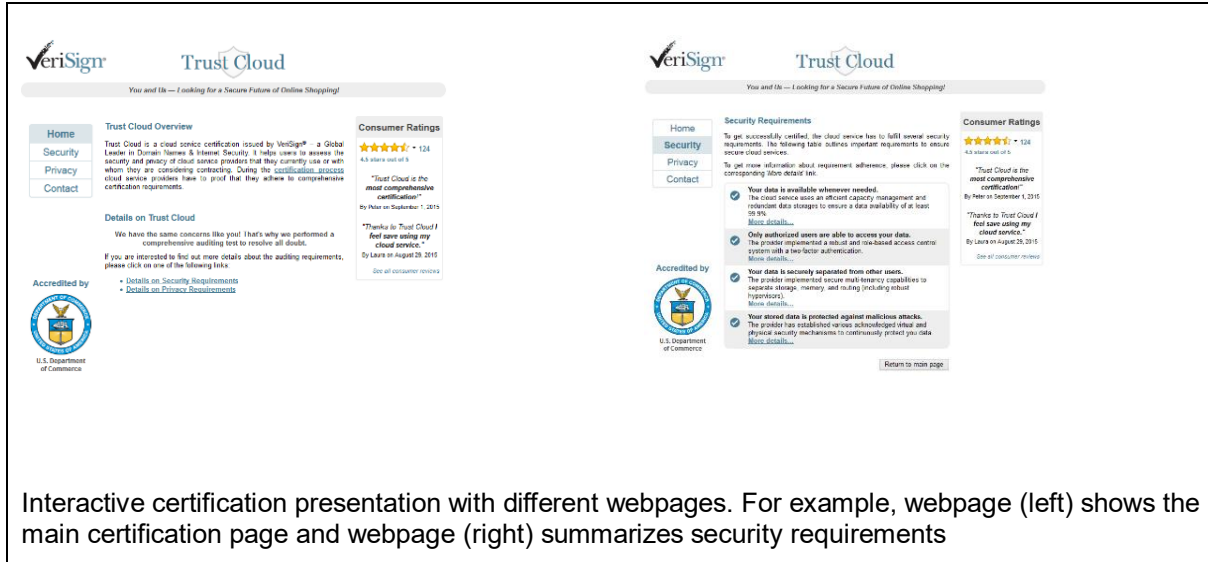 VeriSign
Trust Cloud
You and Us — Looking for a Secure Future of Online Shopping!
Home
Security
Privacy
Contact
Trust Cloud Overview
Trust Cloud is a cloud service certification issued by VeriSign® - a Global
Leader in Domain Names & Internet Security. It helps users to assess the
security and privacy of cloud service providers that they currently use or with
whom they are considering contracting. During the certification process
cloud service providers have to proof that they adhere to comprehensive
certification requirements.
Details on Trust Cloud
We have the same concerns like you! That's why we performed a
comprehensive auditing test to resolve all doubt.
If you are interested to find out more details about the auditing requirements,
please click on one of the following links:
• Details on Security Requirements
• Details on Privacy Requirements
Consumer Ratings
124
4.5 stars out of 5
"Trust Cloud is the
most comprehensive
certification!"
By Peter on September 1, 2015
"Thanks to Trust Cloud I
feel save using my
cloud service."
By Laura on August 29, 2015
See all consumer reviews
Accredited by
DEPARTMENT OF COMMERCE
UNITED STATES OF AMERICA
U.S. Department
of Commerce
VeriSign
Trust Cloud
You and Us — Looking for a Secure Future of Online Shopping!
Home
Security
Privacy
Contact
Security Requirements
To get successfully certified, the cloud service has to fulfill several security
requirements. The following table outlines important requirements to ensure
secure cloud services.
To get more information about requirement adherence, please click on the
corresponding 'More details' link.
Your data is available whenever needed.
The cloud service uses an efficient capacity management and
redundant data storages to ensure a data availability of at least
99.9%
More details...
Only authorized users are able to access your data.
The provider implemented a robust and role-based access control
system with a two-factor authentication.
More details...
Your data is securely separated from other users.
The provider implemented secure multi-tenancy capabilities to
separate storage, memory, and routing (including robust
hypervisors).
More details...
Your stored data is protected against malicious attacks.
The provider has established various acknowledged virtual and
physical security mechanisms to continuously protect you data
More details...
Return to main page
Consumer Ratings
124
4.5 stars out of 5
"Trust Cloud is the
most comprehensive
certification!"
By Peter on September 1, 2015
"Thanks to Trust Cloud I
feel save using my
cloud service."
By Laura on August 29, 2015
See all consumer reviews
Accredited by
DEPARTMENT OF COMMERCE
UNITED STATES OF AMERICA
U.S. Department
of Commerce
Interactive certification presentation with different webpages. For example, webpage (left) shows the
main certification page and webpage (right) summarizes security requirements